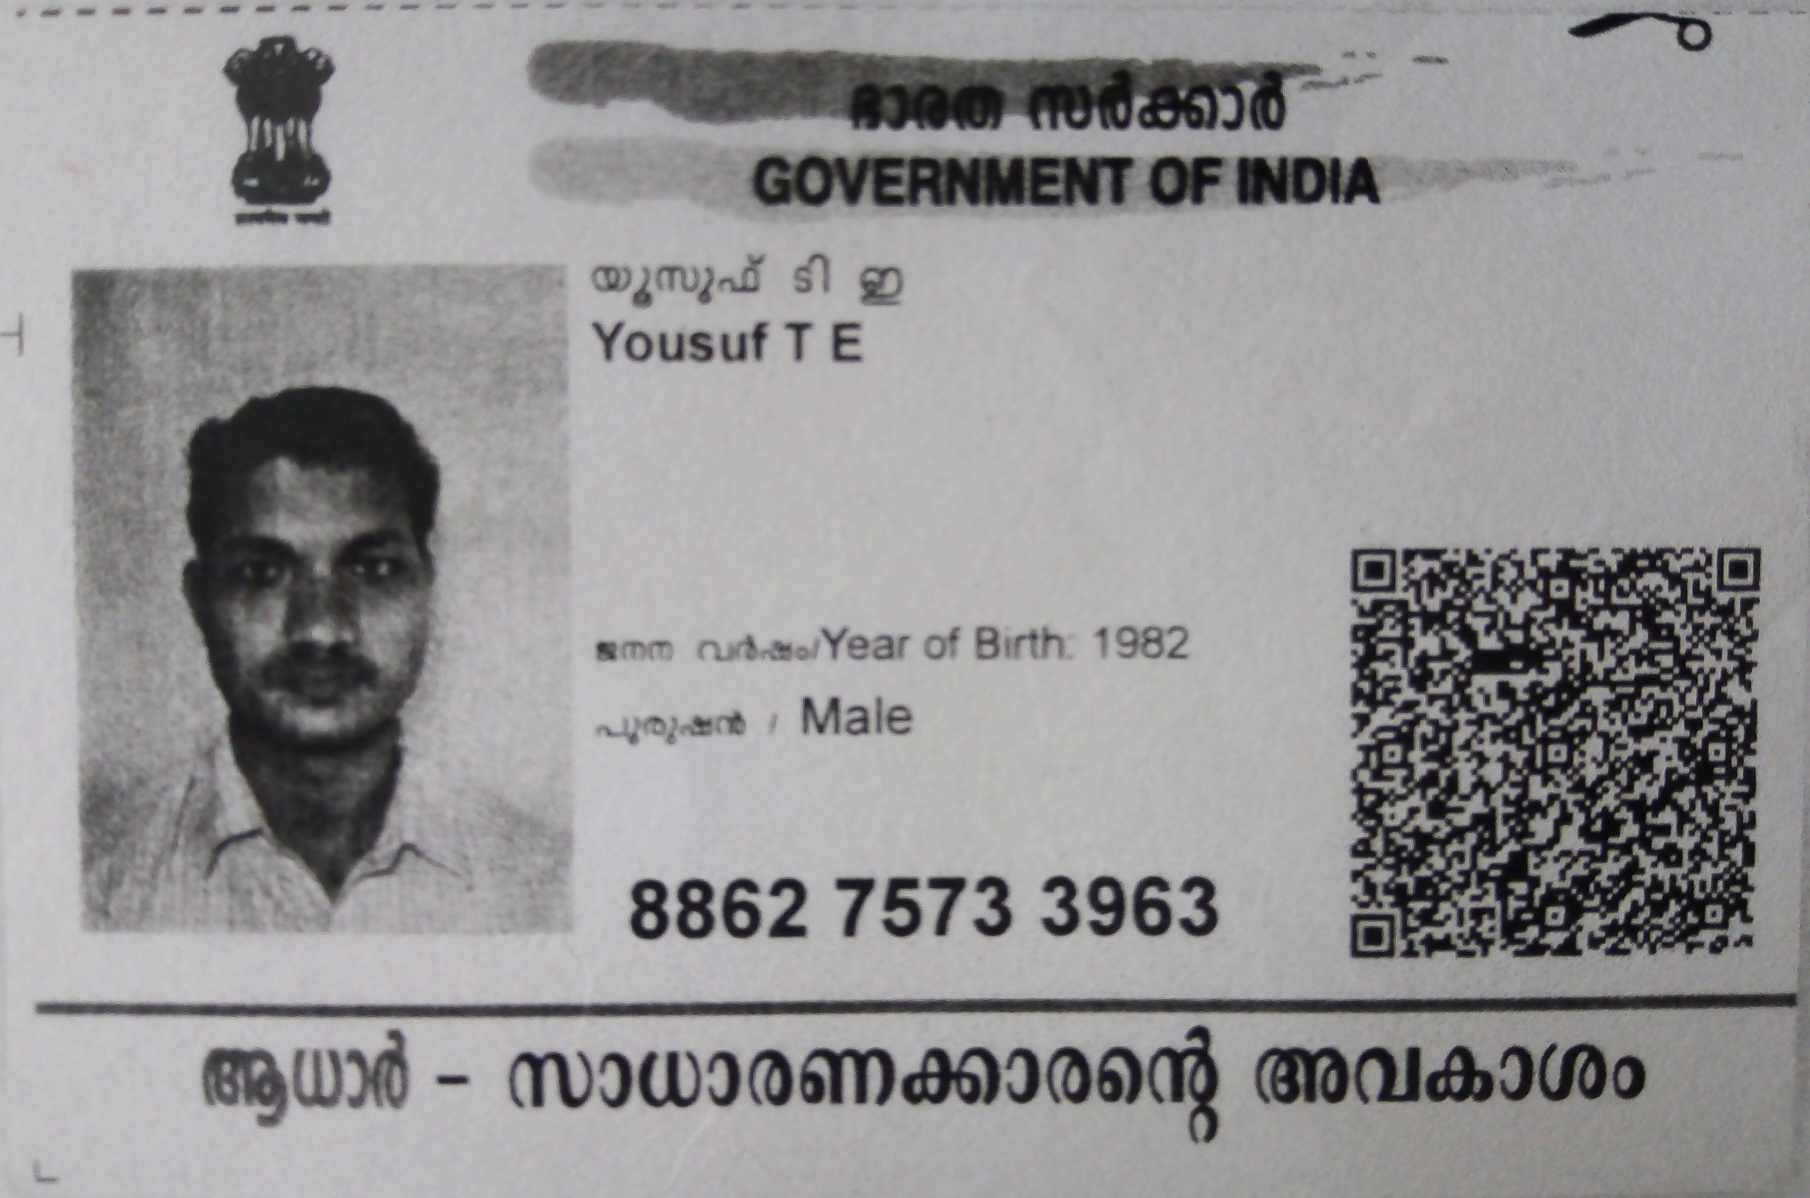 ഭാരത സർക്കാർ
GOVERNMENT OF INDIA
യൂസുഫ് ടി ഇ
Yousuf T E
ജനന വർഷം/Year of Birth: 1982
പുരുഷൻ / Male
8862 7573 3963
ആധാർ - സാധാരണക്കാരന്റെ അവകാശം